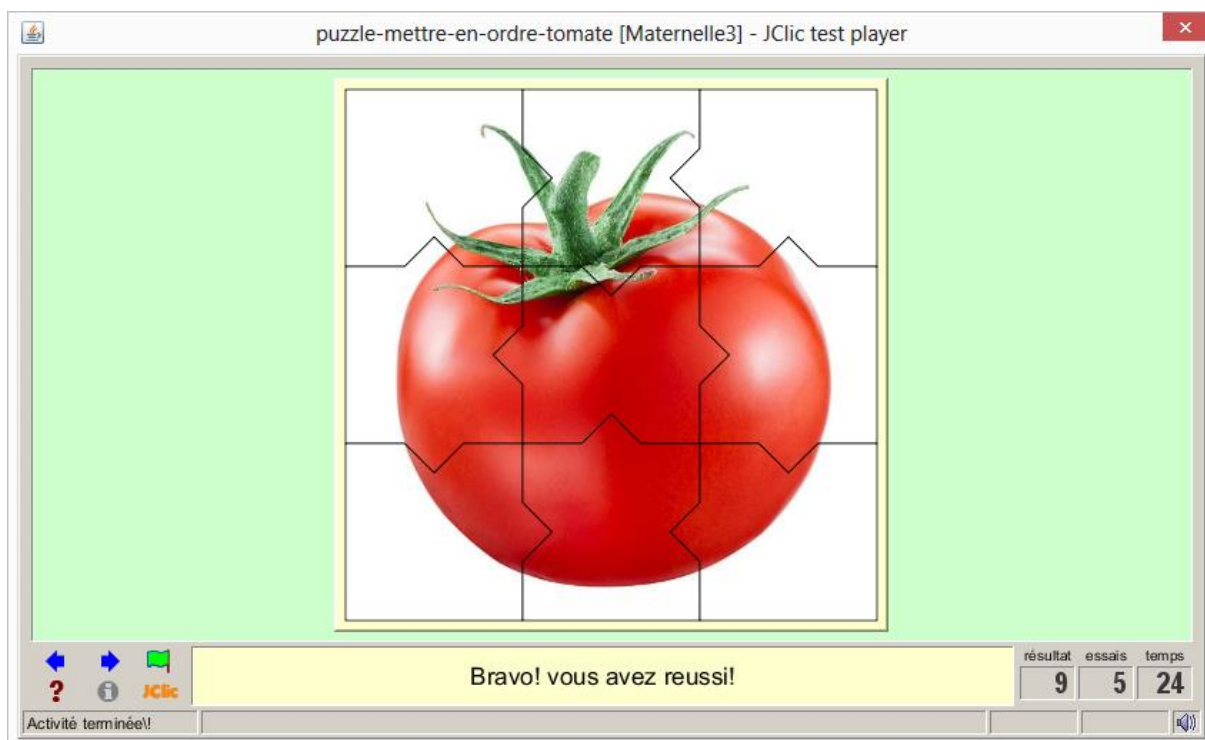 puzzle-mettre-en-ordre-tomate [Maternelle3] - JClic test player
Bravo! vous avez reussi!
résultat essais temps
9 5 24
JClic
Activité terminée\!